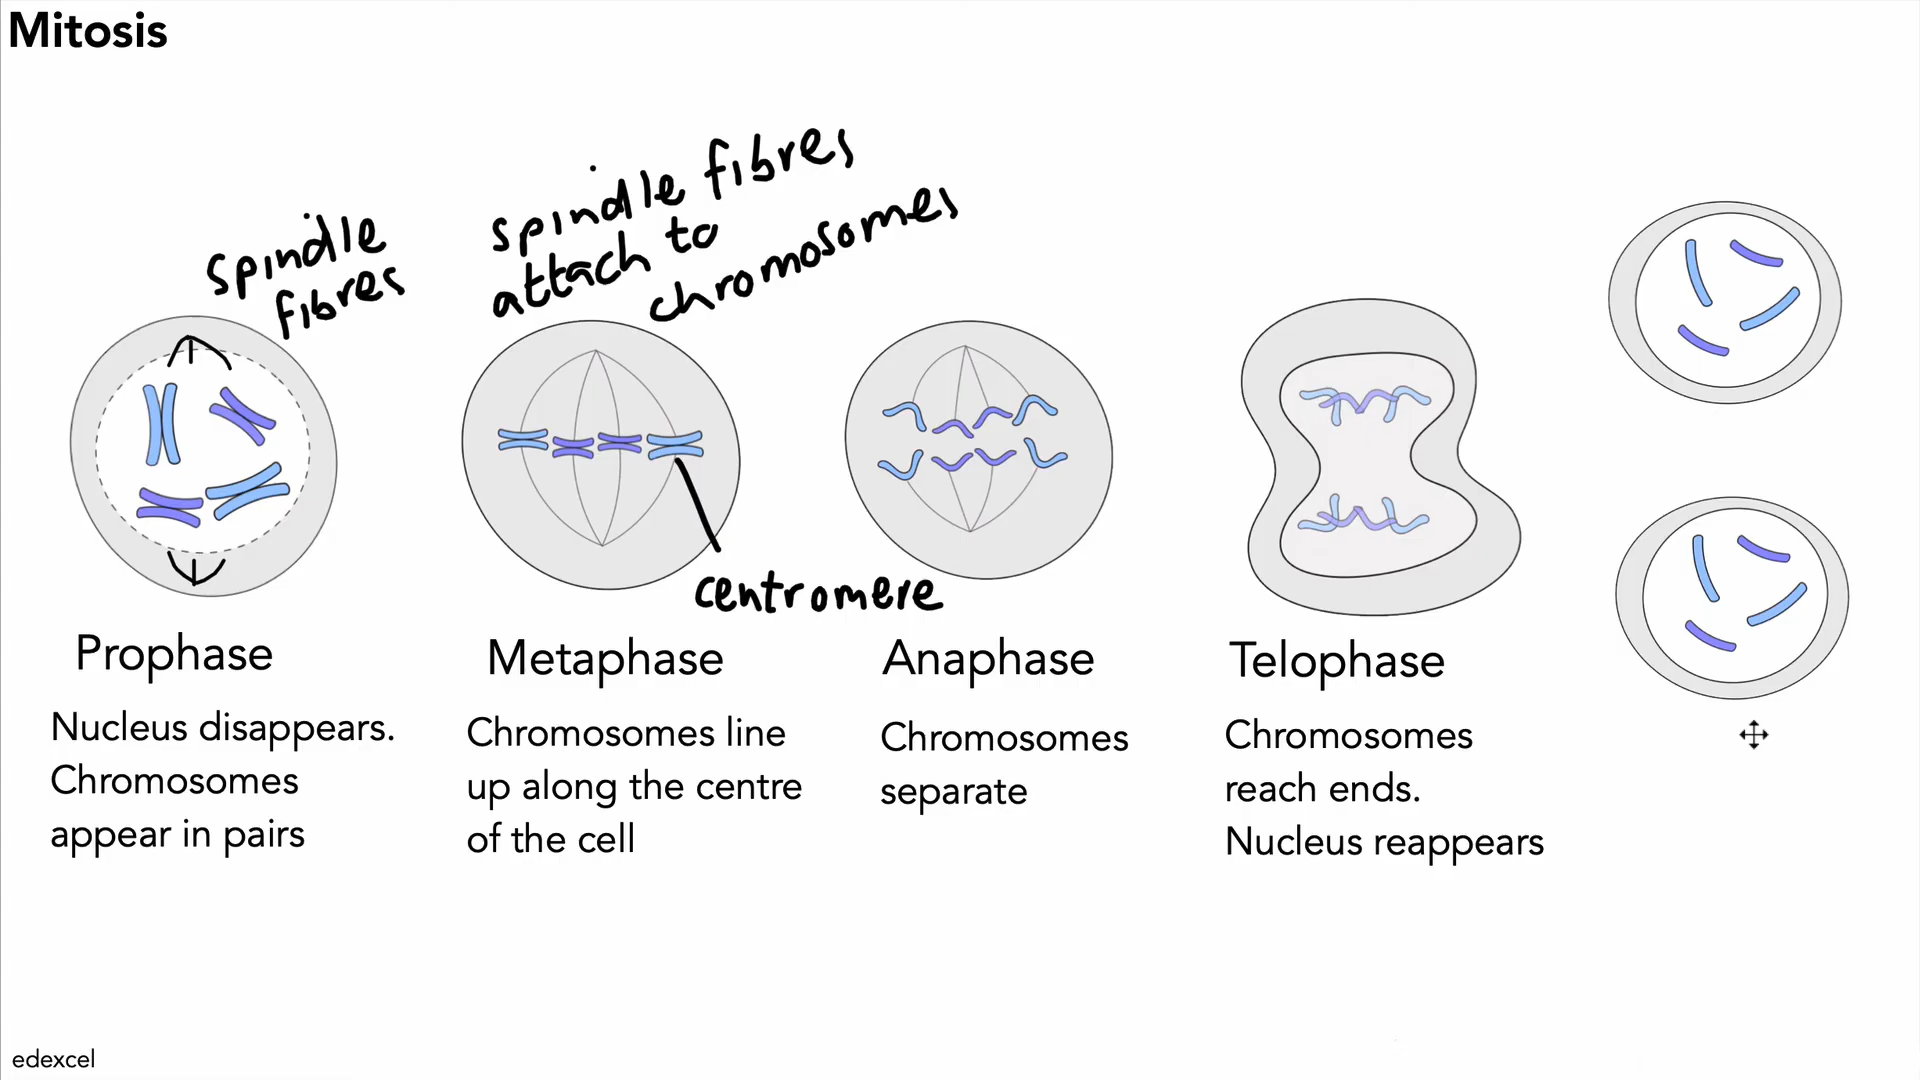 Mitosis
spindle
fibres
spindle fibres
attach to
chromosomes
centromere
Prophase
Nucleus disappears.
Chromosomes
appear in pairs
Metaphase
Chromosomes line
up along the centre
of the cell
Anaphase
Chromosomes
separate
Telophase
Chromosomes
reach ends.
Nucleus reappears
edexcel